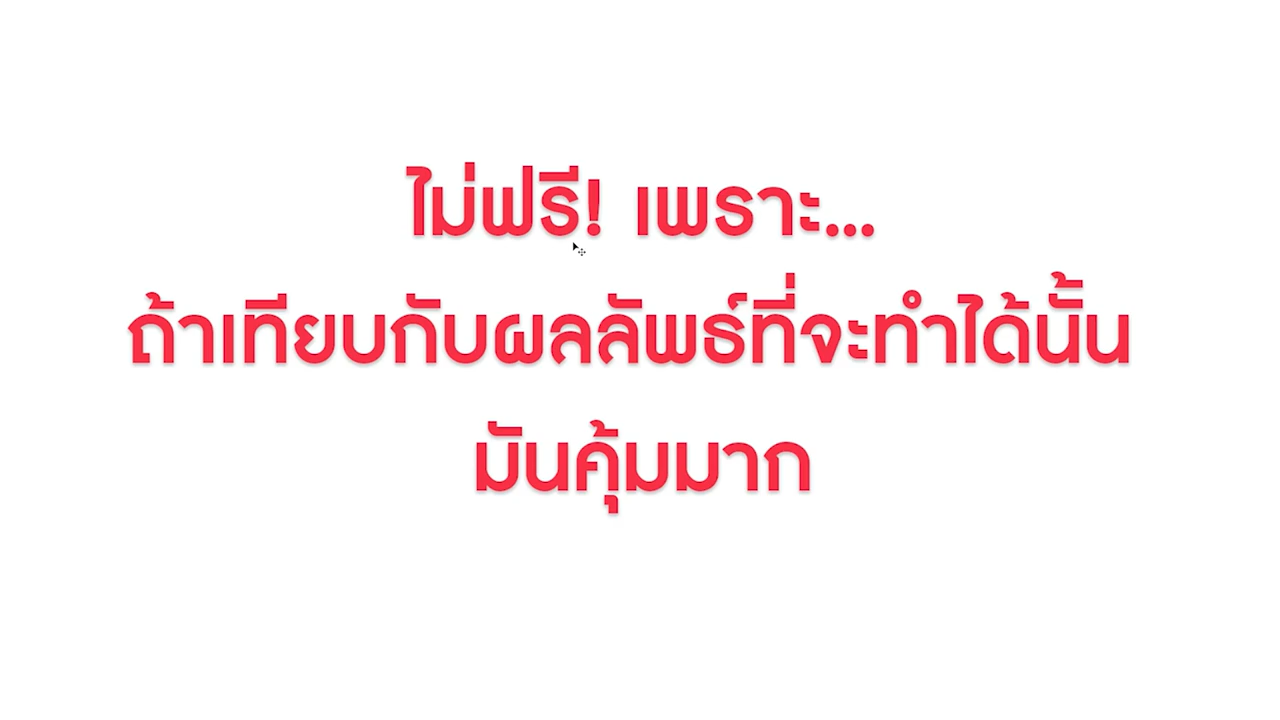 ไม่ฟรี! เพราะ...
ถ้าเทียบกับผลลัพธ์ที่จะทำได้นั้น
มันคุ้มมาก